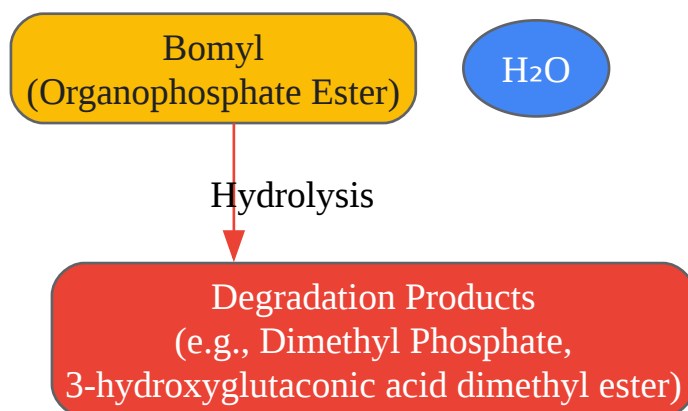 Bomyl
(Organophosphate Ester)
H₂O
Hydrolysis
Degradation Products
(e.g., Dimethyl Phosphate,
3-hydroxyglutaconic acid dimethyl ester)